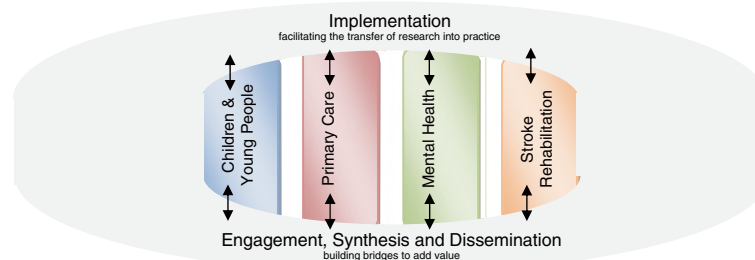 Implementation
facilitating the transfer of research into practice
Children &
Young People
Primary Care
Mental Health
Stroke
Rehabilitation
Engagement, Synthesis and Dissemination
building bridges to add value